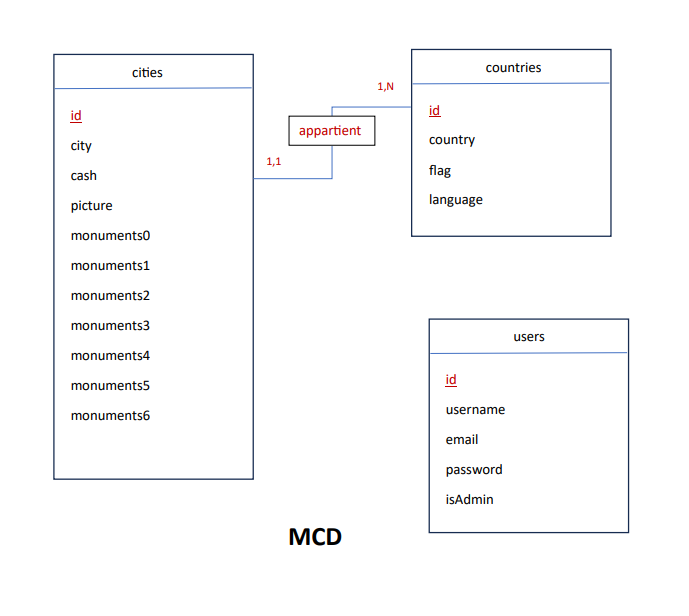 cities
id
city
cash
picture
monuments0
monuments1
monuments2
monuments3
monuments4
monuments5
monuments6
1,1
appartient
1,N
countries
id
country
flag
language
users
id
username
email
password
isAdmin
MCD